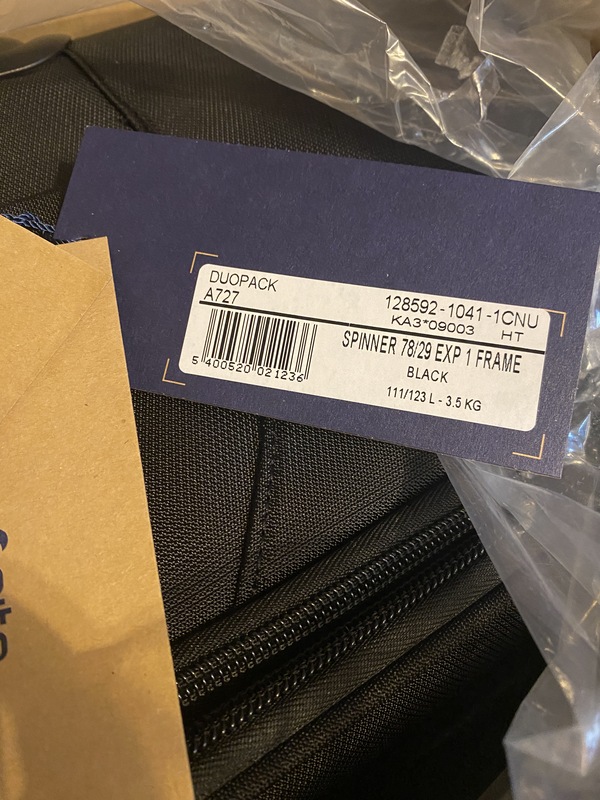 DUOPACK
A727
128592-1041-1CNU
KA3*09003 HT
SPINNER 78/29 EXP 1 FRAME
BLACK
111/123 L - 3.5 KG
5 400520 021236